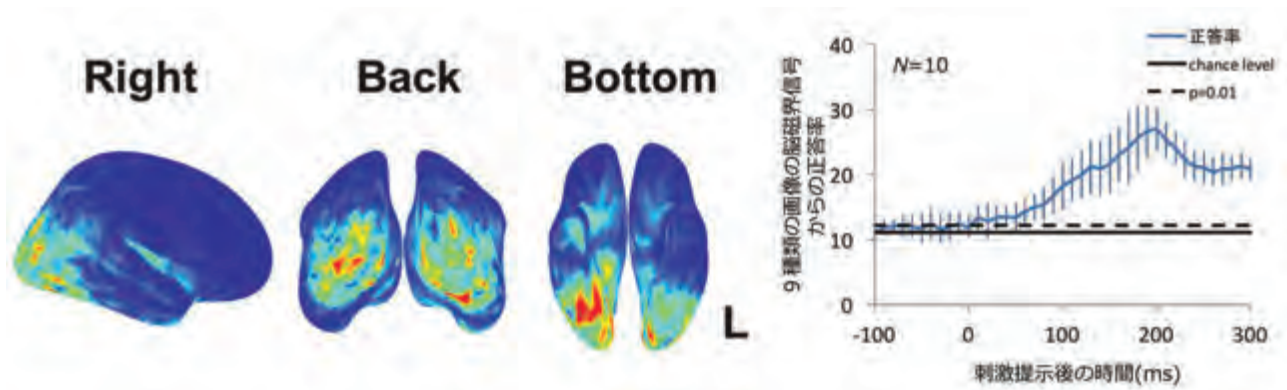 Right
Back
Bottom
L
正答率
chance level
p=0.01
N=10
9種類の画像の脳磁界信号
からの正答率
40
30
20
10
0
-100
0
100
200
300
刺激提示後の時間(ms)